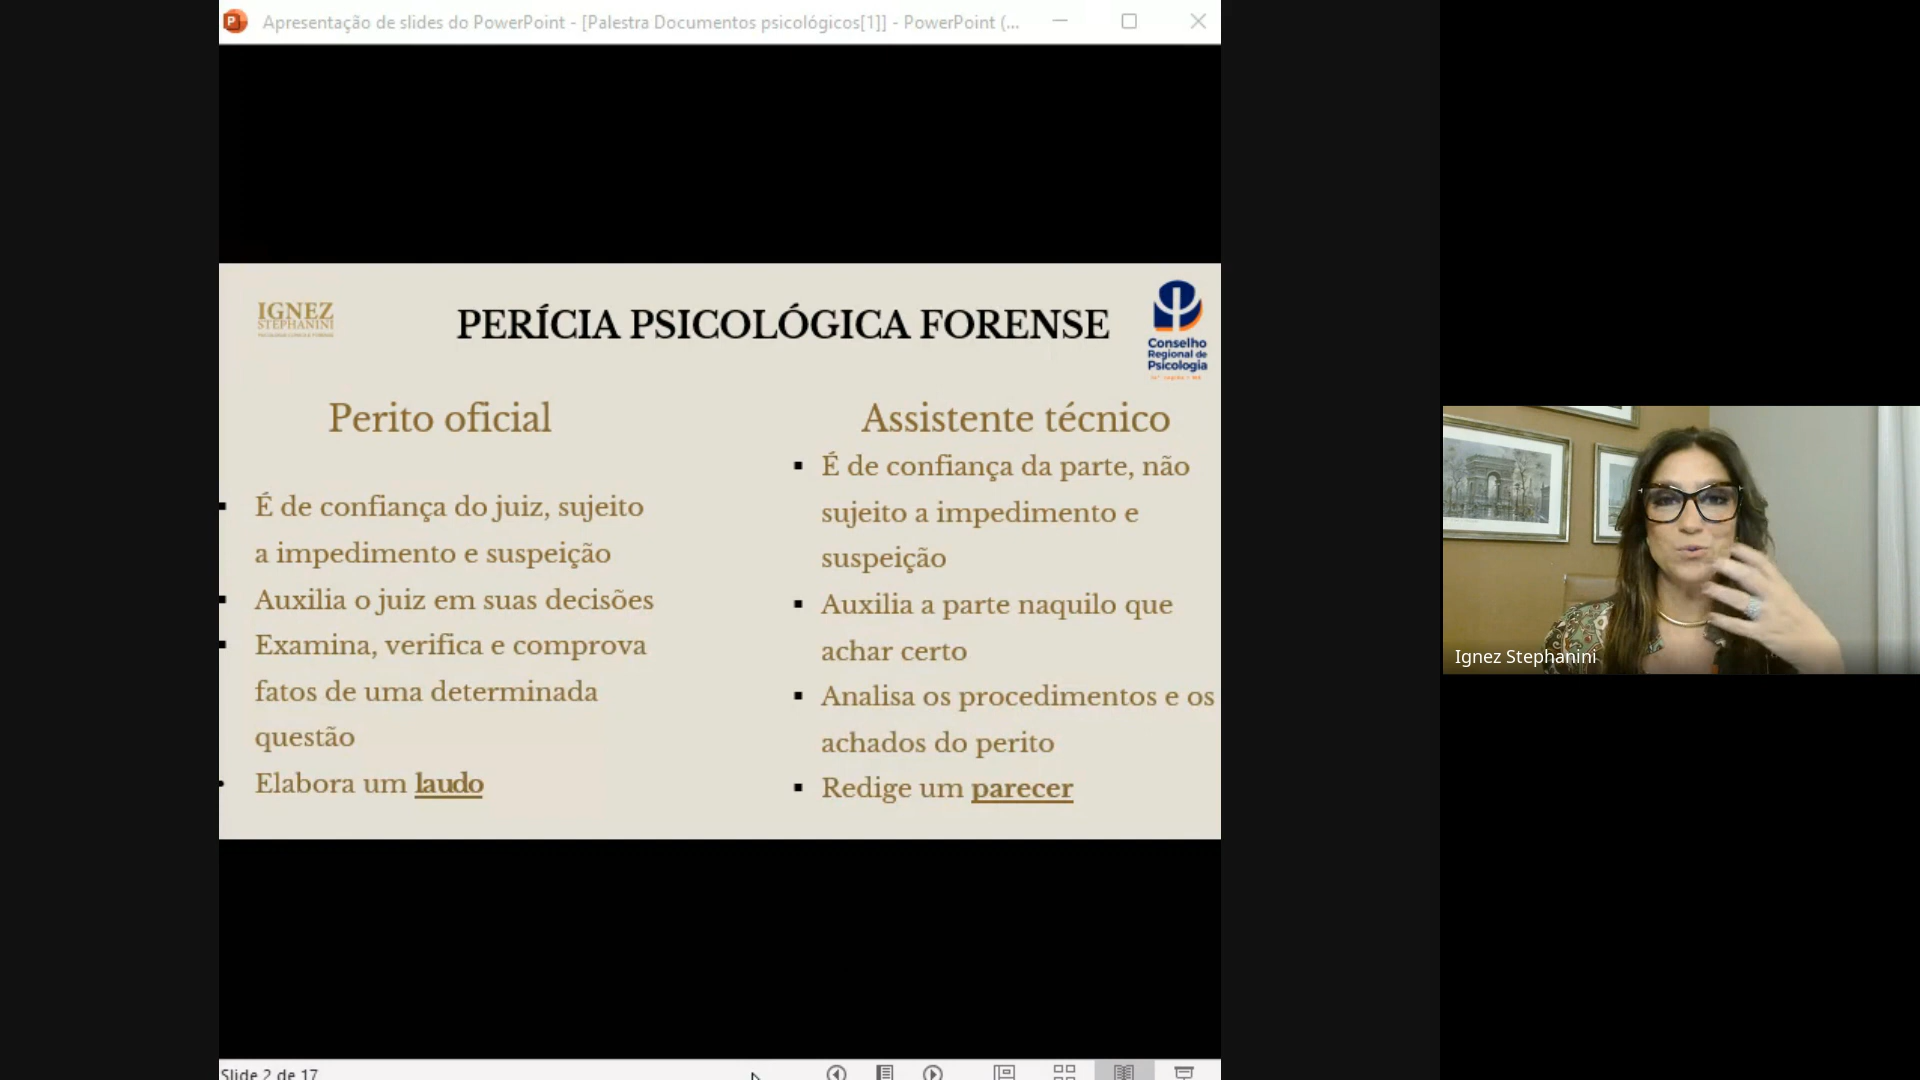 Apresentação de slides do PowerPoint - [Palestra Documentos psicológicos[1]] - PowerPoint (...
IGNEZ
STEPHANINI
PERÍCIA PSICOLÓGICA FORENSE
Conselho
Regional de
Psicologia
Perito oficial
▪ É de confiança do juiz, sujeito
a impedimento e suspeição
▪ Auxilia o juiz em suas decisões
▪ Examina, verifica e comprova
fatos de uma determinada
questão
• Elabora um laudo
Assistente técnico
▪ É de confiança da parte, não
sujeito a impedimento e
suspeição
▪ Auxilia a parte naquilo que
achar certo
▪ Analisa os procedimentos e os
achados do perito
▪ Redige um parecer
Ignez Stephanini
Slide 2 de 17